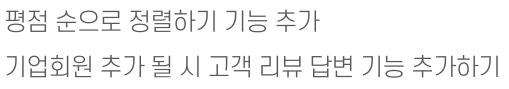 평점 순으로 정렬하기 기능 추가
기업회원 추가 될 시 고객 리뷰 답변 기능 추가하기